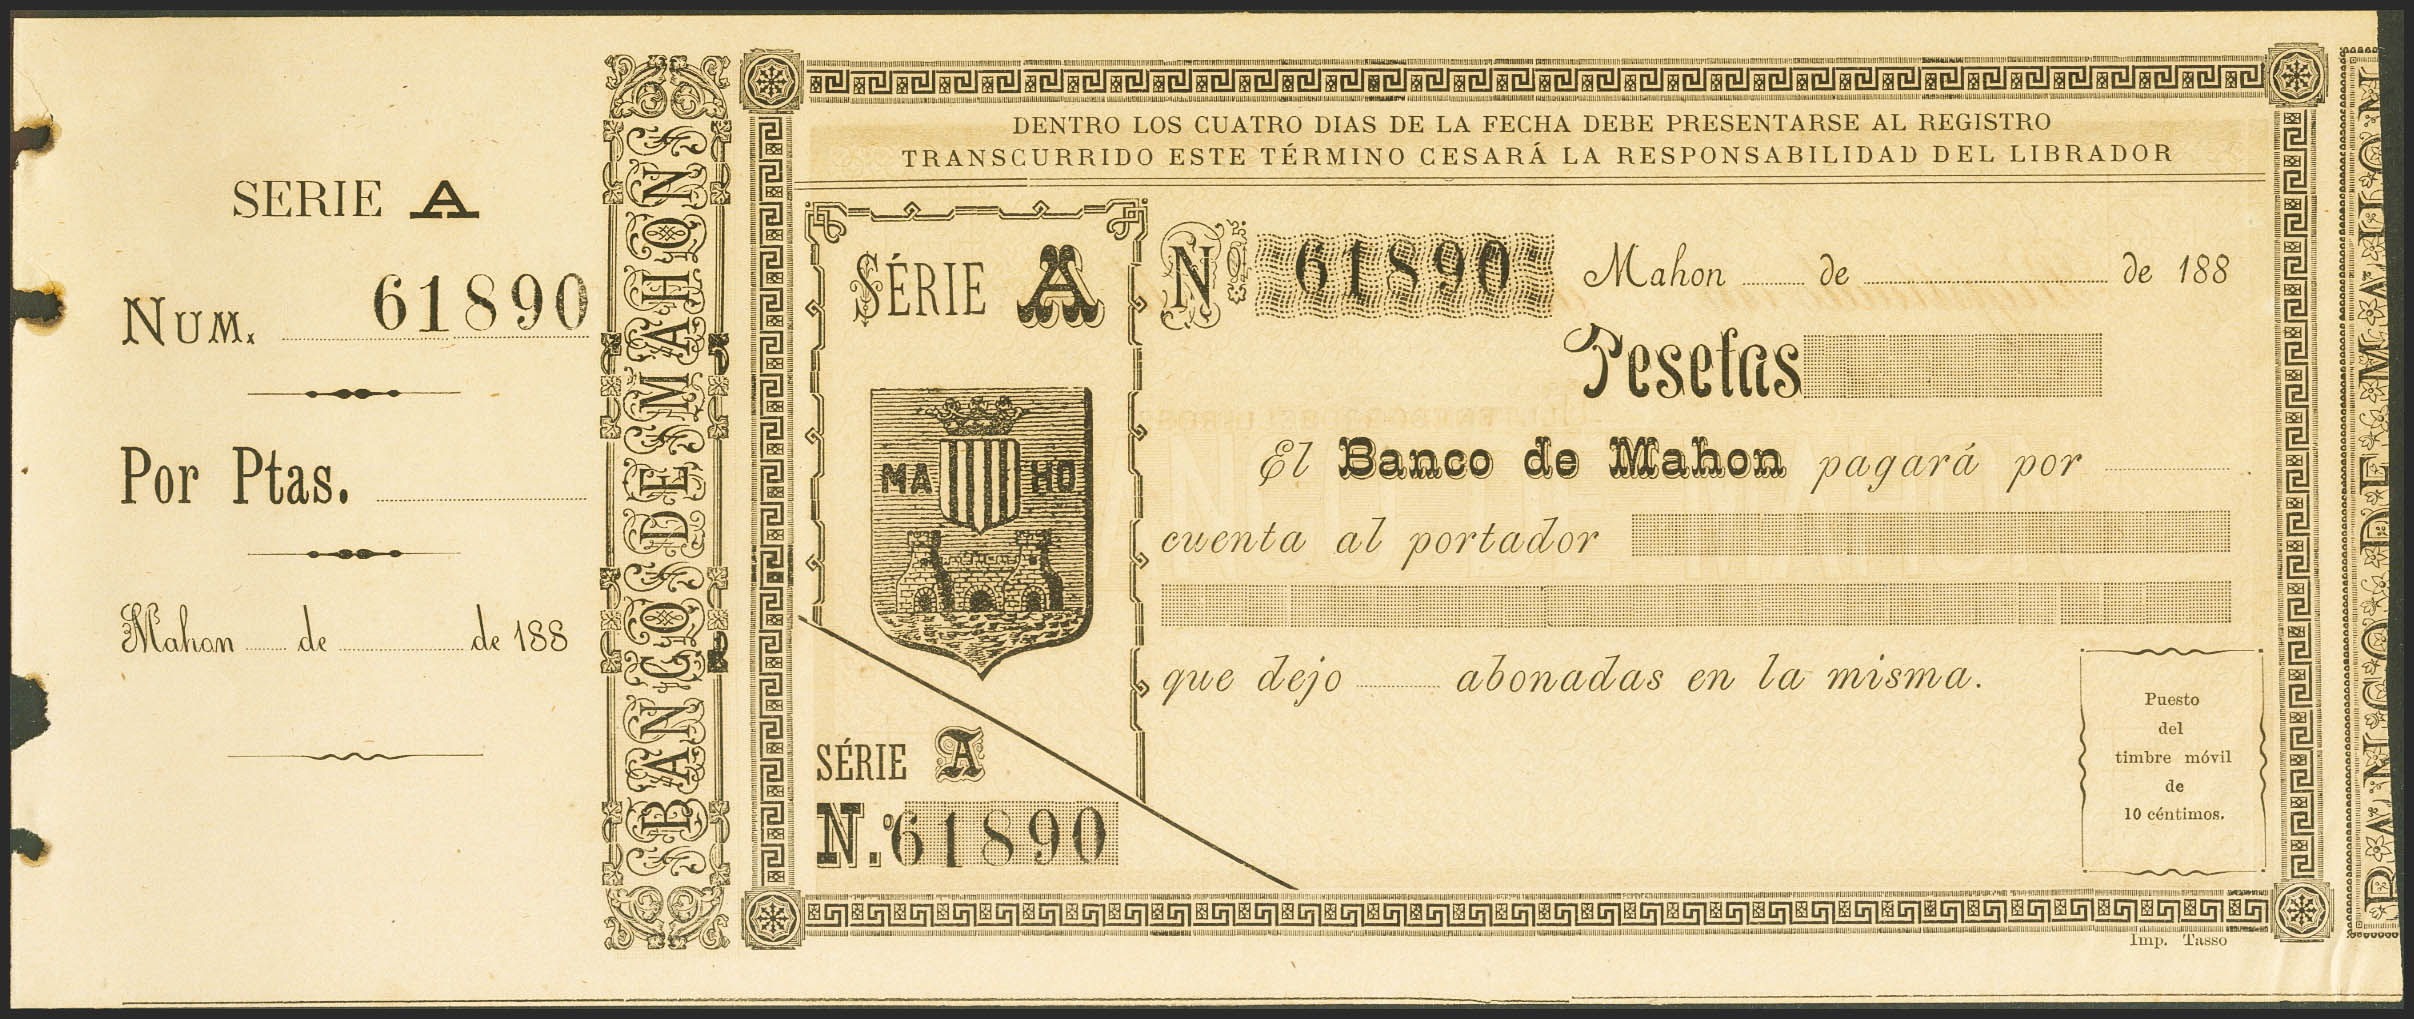 SERIE A
NUM. 61890
Por Ptas.
Mahon de de 188
BANCO DE MAHON
DENTRO LOS CUATRO DIAS DE LA FECHA DEBE PRESENTARSE AL REGISTRO
TRANSCURRIDO ESTE TÉRMINO CESARÁ LA RESPONSABILIDAD DEL LIBRADOR
SÉRIE A
Nº 61890 Mahon de de 188
Pesetas
MA HO
El Banco de Mahon pagará por
cuenta al portador
que dejo abonadas en la misma.
SÉRIE A
N.º 61890
Puesto
del
timbre móvil
de
10 céntimos.
Imp. Tasso
BANCO DE MAHON